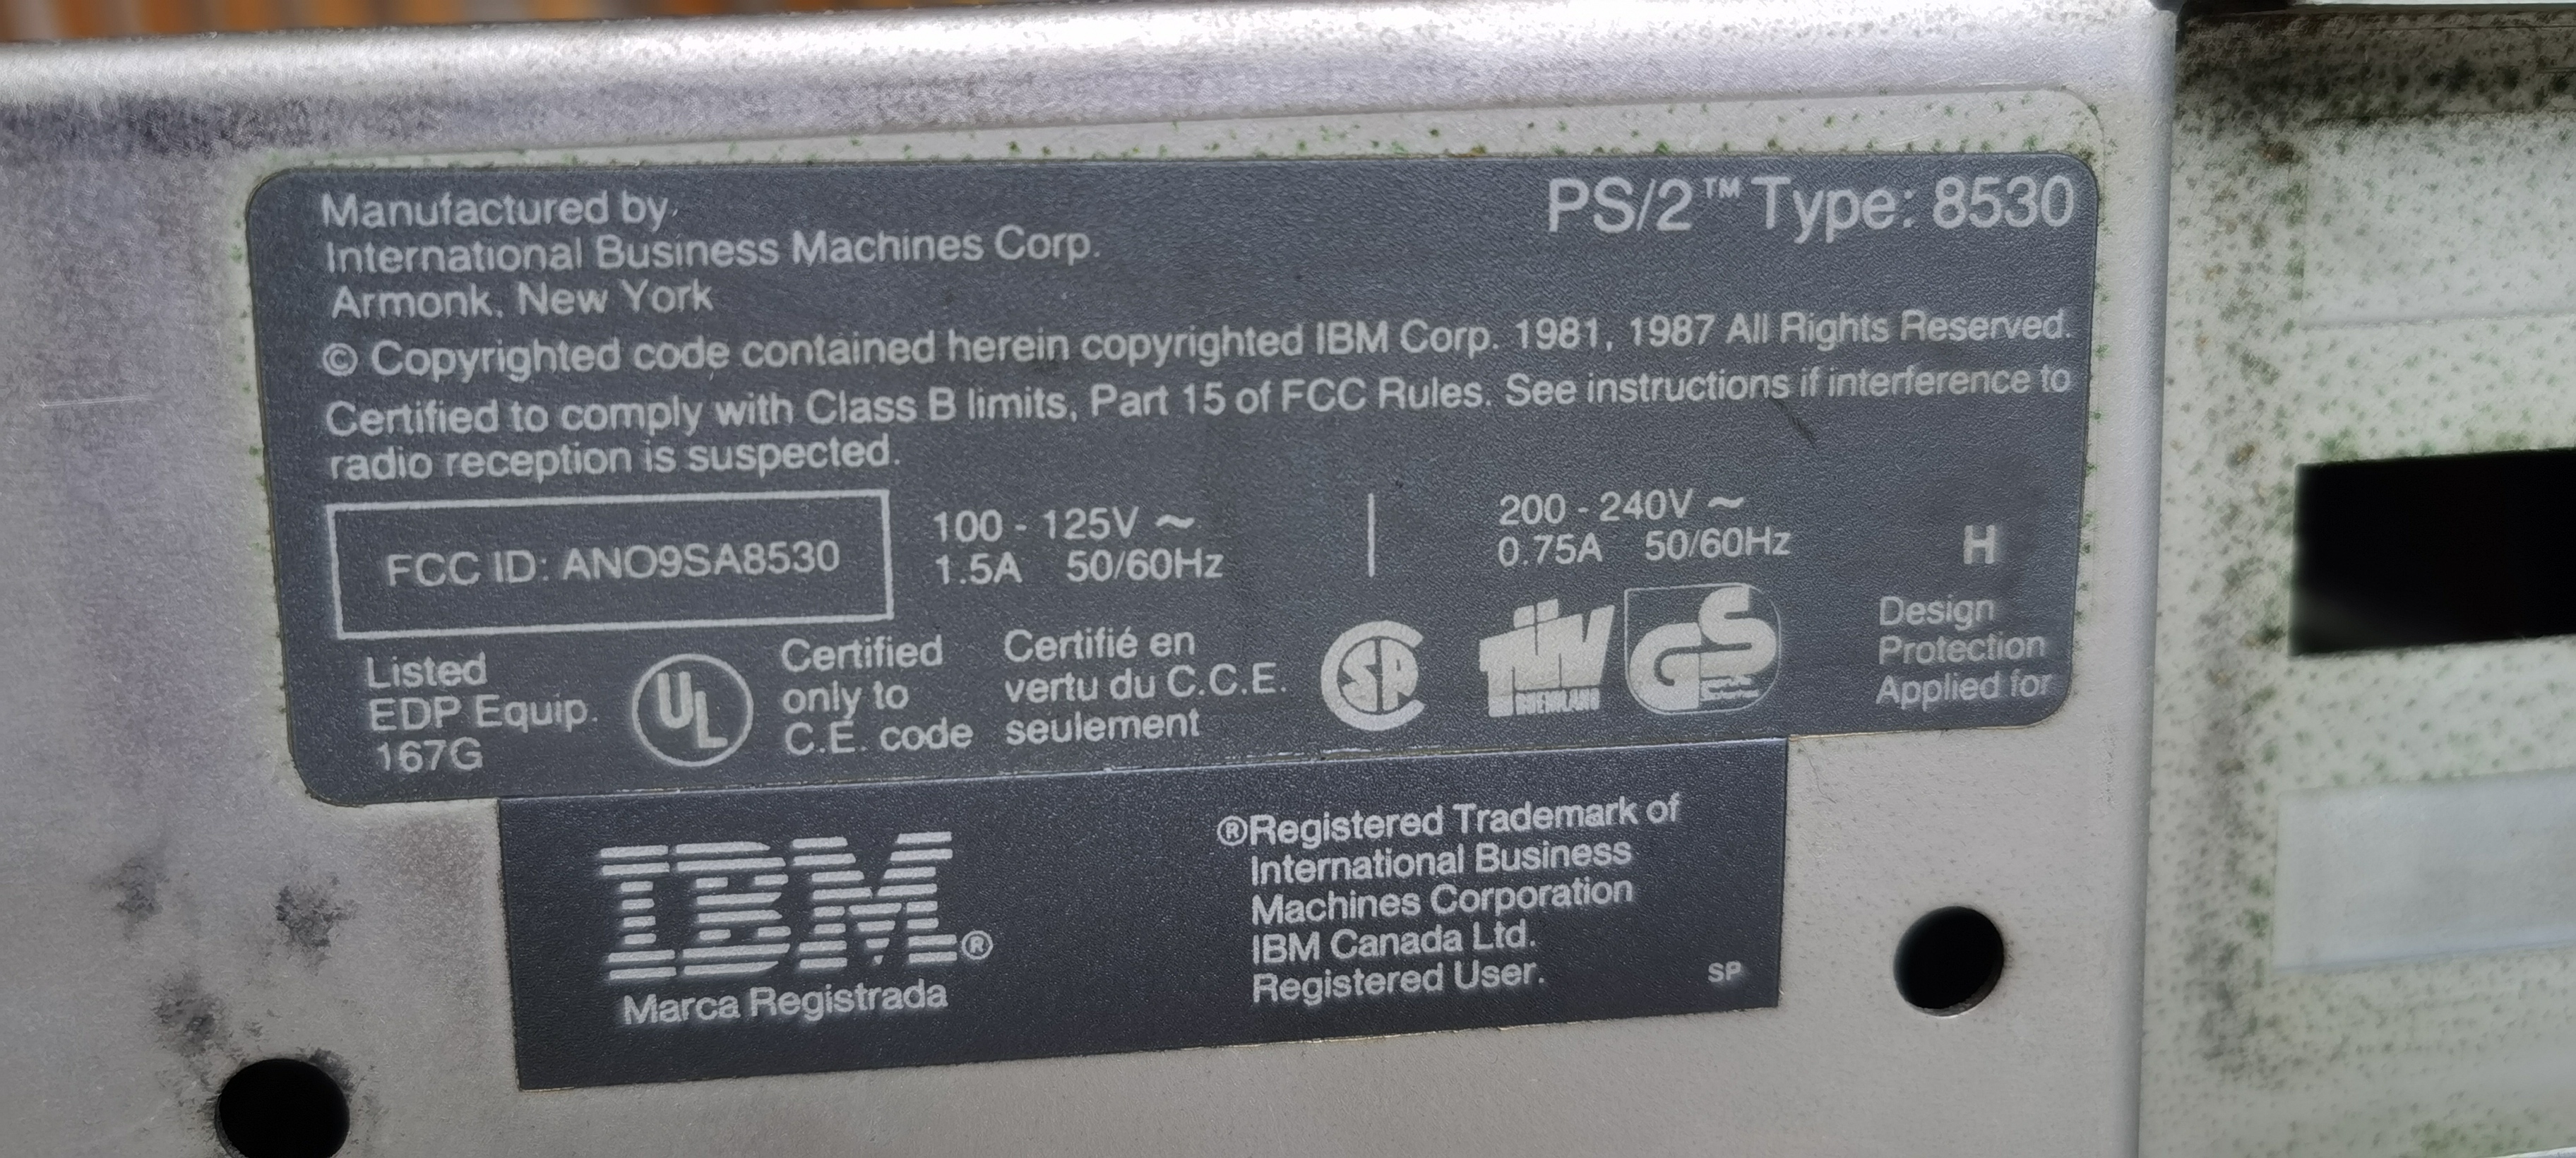 Manufactured by
International Business Machines Corp.
Armonk, New York
PS/2™ Type: 8530
© Copyrighted code contained herein copyrighted IBM Corp. 1981, 1987 All Rights Reserved.
Certified to comply with Class B limits, Part 15 of FCC Rules. See instructions if interference to
radio reception is suspected.
FCC ID: ANO9SA8530
100 - 125V ~
1.5A 50/60Hz
200 - 240V ~
0.75A 50/60Hz
H
Listed
EDP Equip.
167G
UL
Certified
only to
C.E. code
Certifié en
vertu du C.C.E.
seulement
SP
TÜV
RHEINLAND
GS
Design
Protection
Applied for
IBM®
Marca Registrada
®Registered Trademark of
International Business
Machines Corporation
IBM Canada Ltd.
Registered User.
SP